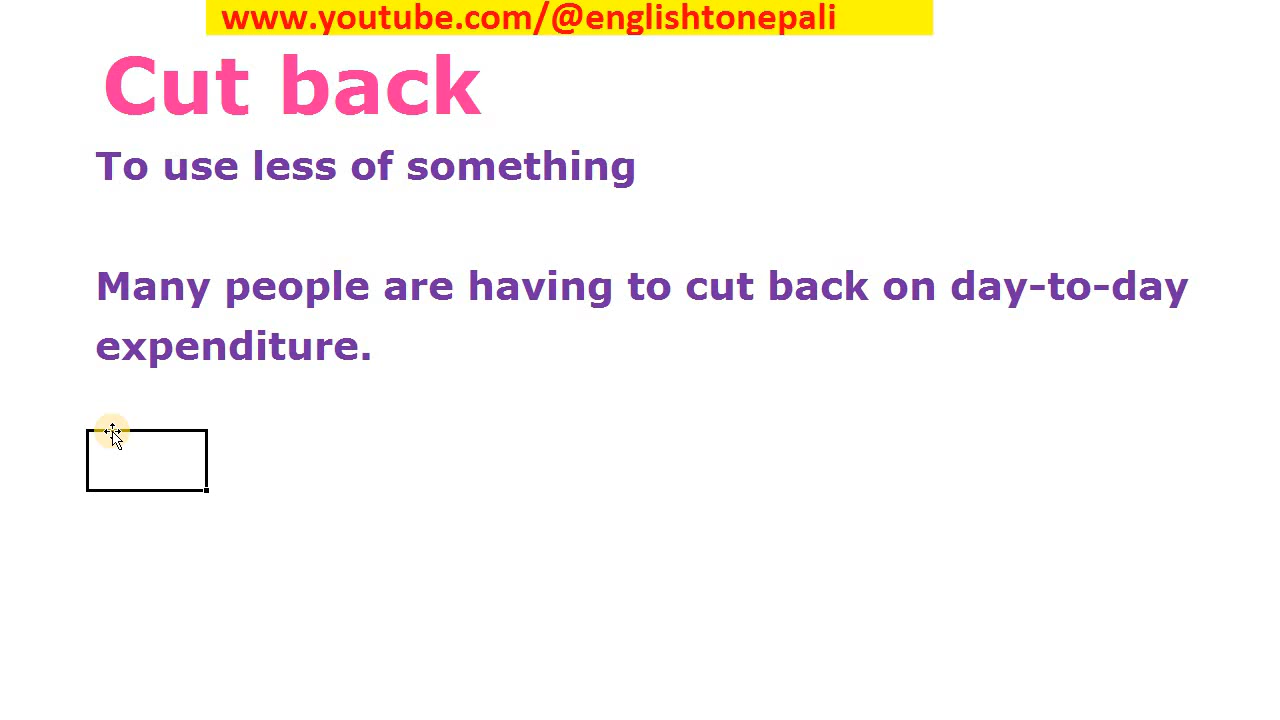 www.youtube.com/@englishtonepali
Cut back
To use less of something
Many people are having to cut back on day-to-day
expenditure.